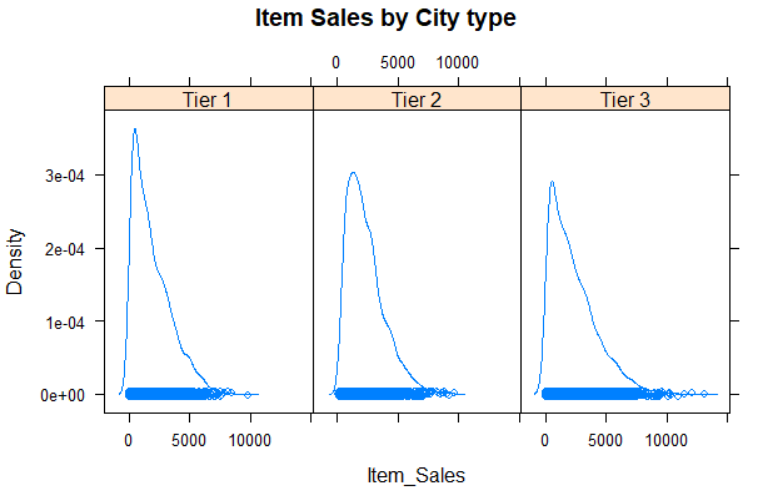 Item Sales by City type
0 5000 10000
Tier 1 Tier 2 Tier 3
3e-04
2e-04
1e-04
0e+00
Density
0 5000 10000 0 5000 10000
Item_Sales